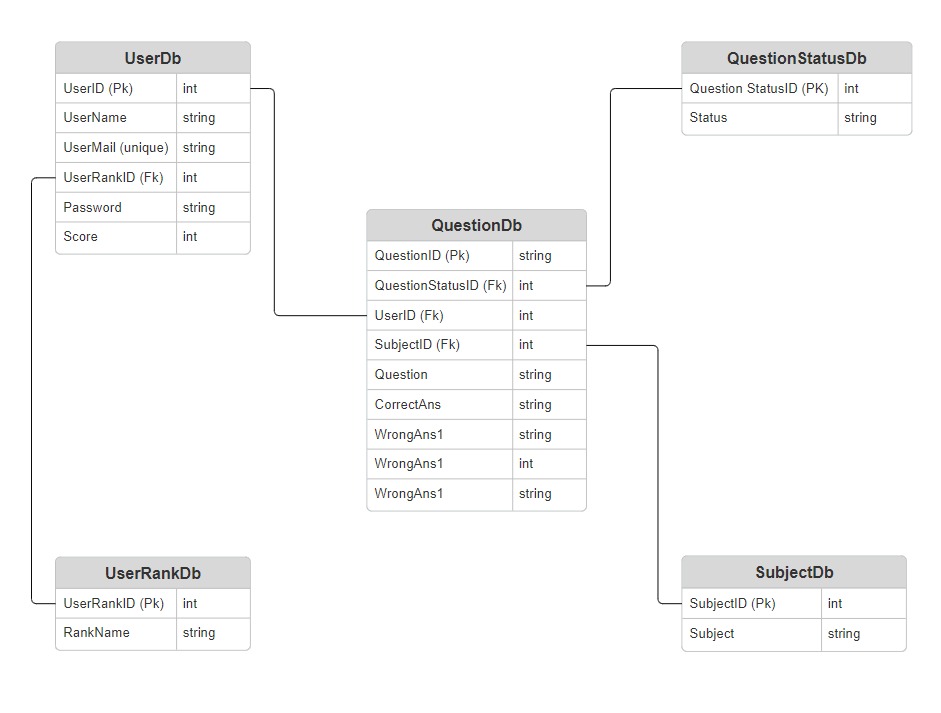 UserDb
UserID (Pk) int
UserName string
UserMail (unique) string
UserRankID (Fk) int
Password string
Score int
QuestionStatusDb
Question StatusID (PK) int
Status string
QuestionDb
QuestionID (Pk) string
QuestionStatusID (Fk) int
UserID (Fk) int
SubjectID (Fk) int
Question string
CorrectAns string
WrongAns1 string
WrongAns1 int
WrongAns1 string
UserRankDb
UserRankID (Pk) int
RankName string
SubjectDb
SubjectID (Pk) int
Subject string